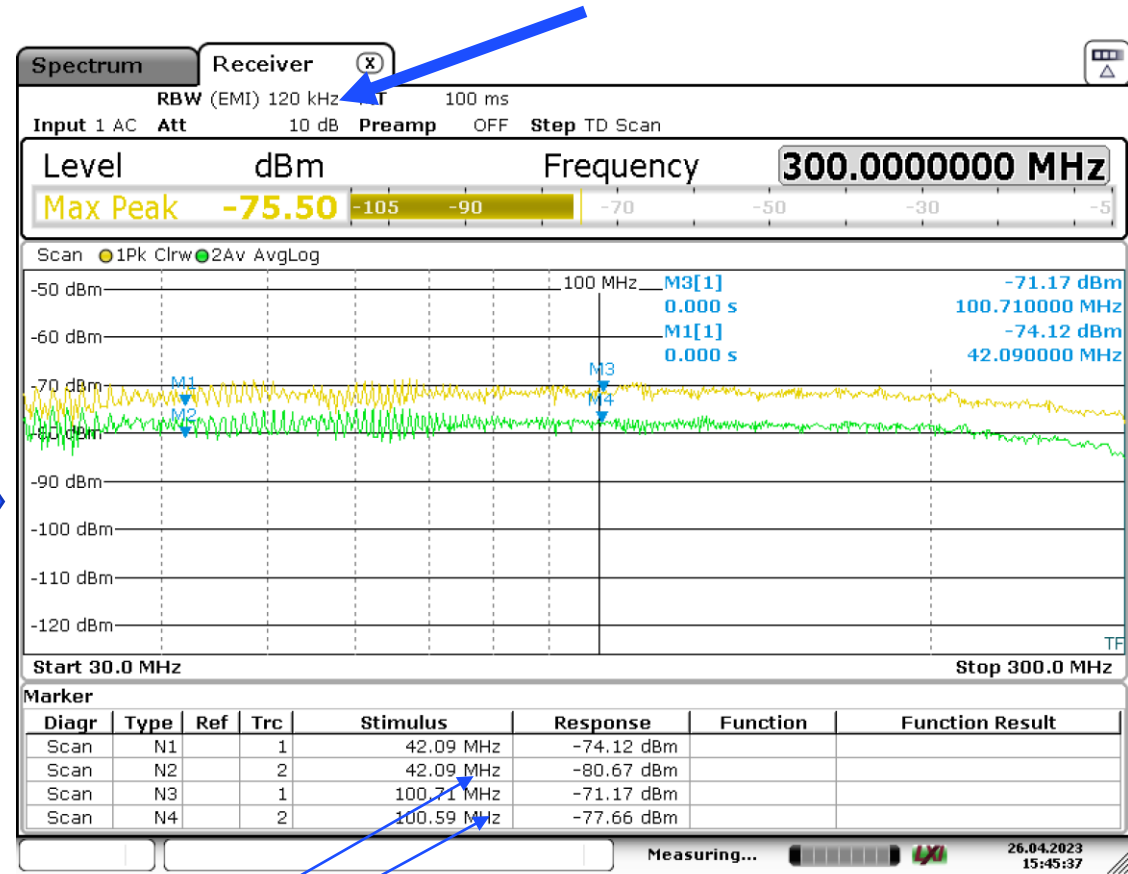 Spectrum Receiver X
RBW (EMI) 120 kHz 100 ms
Input 1 AC Att 10 dB Preamp OFF Step TD Scan
Level dBm Frequency 300.0000000 MHz
Max Peak -75.50 -105 -90 -70 -50 -30 -5
Scan 1Pk Clrw 2Av AvgLog
-50 dBm 100 MHz M3[1] -71.17 dBm
0.000 s 100.710000 MHz
-60 dBm M1[1] -74.12 dBm
0.000 s 42.090000 MHz
M3
-70 dBm M1
M4
M2
-80 dBm
-90 dBm
-100 dBm
-110 dBm
-120 dBm
TF
Start 30.0 MHz Stop 300.0 MHz
Marker
Diagr Type Ref Trc Stimulus Response Function Function Result
Scan N1 1 42.09 MHz -74.12 dBm
Scan N2 2 42.09 MHz -80.67 dBm
Scan N3 1 100.71 MHz -71.17 dBm
Scan N4 2 100.59 MHz -77.66 dBm
Measuring... LXI 26.04.2023
15:45:37